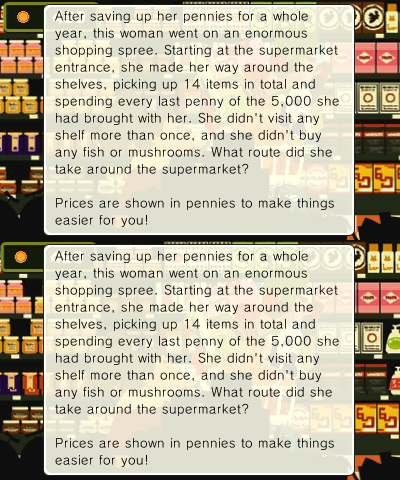 After saving up her pennies for a whole
year, this woman went on an enormous
shopping spree. Starting at the supermarket
entrance, she made her way around the
shelves, picking up 14 items in total and
spending every last penny of the 5,000 she
had brought with her. She didn't visit any
shelf more than once, and she didn't buy
any fish or mushrooms. What route did she
take around the supermarket?
Prices are shown in pennies to make things
easier for you!
After saving up her pennies for a whole
year, this woman went on an enormous
shopping spree. Starting at the supermarket
entrance, she made her way around the
shelves, picking up 14 items in total and
spending every last penny of the 5,000 she
had brought with her. She didn't visit any
shelf more than once, and she didn't buy
any fish or mushrooms. What route did she
take around the supermarket?
Prices are shown in pennies to make things
easier for you!